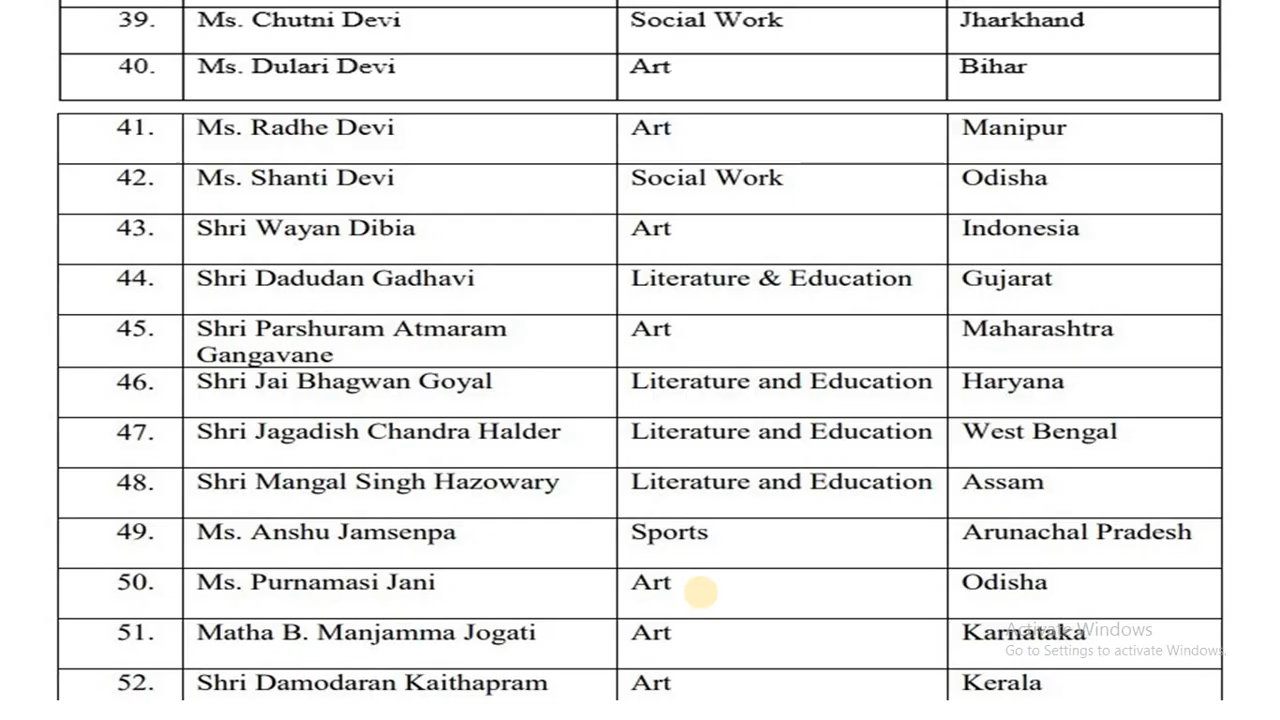 39. Ms. Chutni Devi Social Work Jharkhand
40. Ms. Dulari Devi Art Bihar
41. Ms. Radhe Devi Art Manipur
42. Ms. Shanti Devi Social Work Odisha
43. Shri Wayan Dibia Art Indonesia
44. Shri Dadudan Gadhavi Literature & Education Gujarat
45. Shri Parshuram Atmaram Art Maharashtra
Gangavane
46. Shri Jai Bhagwan Goyal Literature and Education Haryana
47. Shri Jagadish Chandra Halder Literature and Education West Bengal
48. Shri Mangal Singh Hazowary Literature and Education Assam
49. Ms. Anshu Jamsenpa Sports Arunachal Pradesh
50. Ms. Purnamasi Jani Art Odisha
51. Matha B. Manjamma Jogati Art Karnataka
Activate Windows
Go to Settings to activate Windows.
52. Shri Damodaran Kaithapram Art Kerala